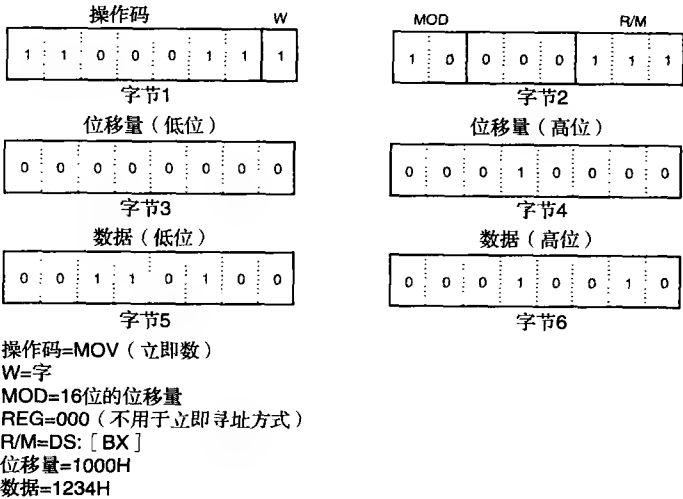 操作码 W
1 1 0 0 0 1 1 1
字节1
MOD R/M
1 0 0 0 0 1 1 1
字节2
位移量（低位）
0 0 0 0 0 0 0 0
字节3
位移量（高位）
0 0 0 1 0 0 0 0
字节4
数据（低位）
0 0 1 1 0 1 0 0
字节5
数据（高位）
0 0 0 1 0 0 1 0
字节6
操作码=MOV（立即数）
W=字
MOD=16位的位移量
REG=000（不用于立即寻址方式）
R/M=DS:［BX］
位移量=1000H
数据=1234H